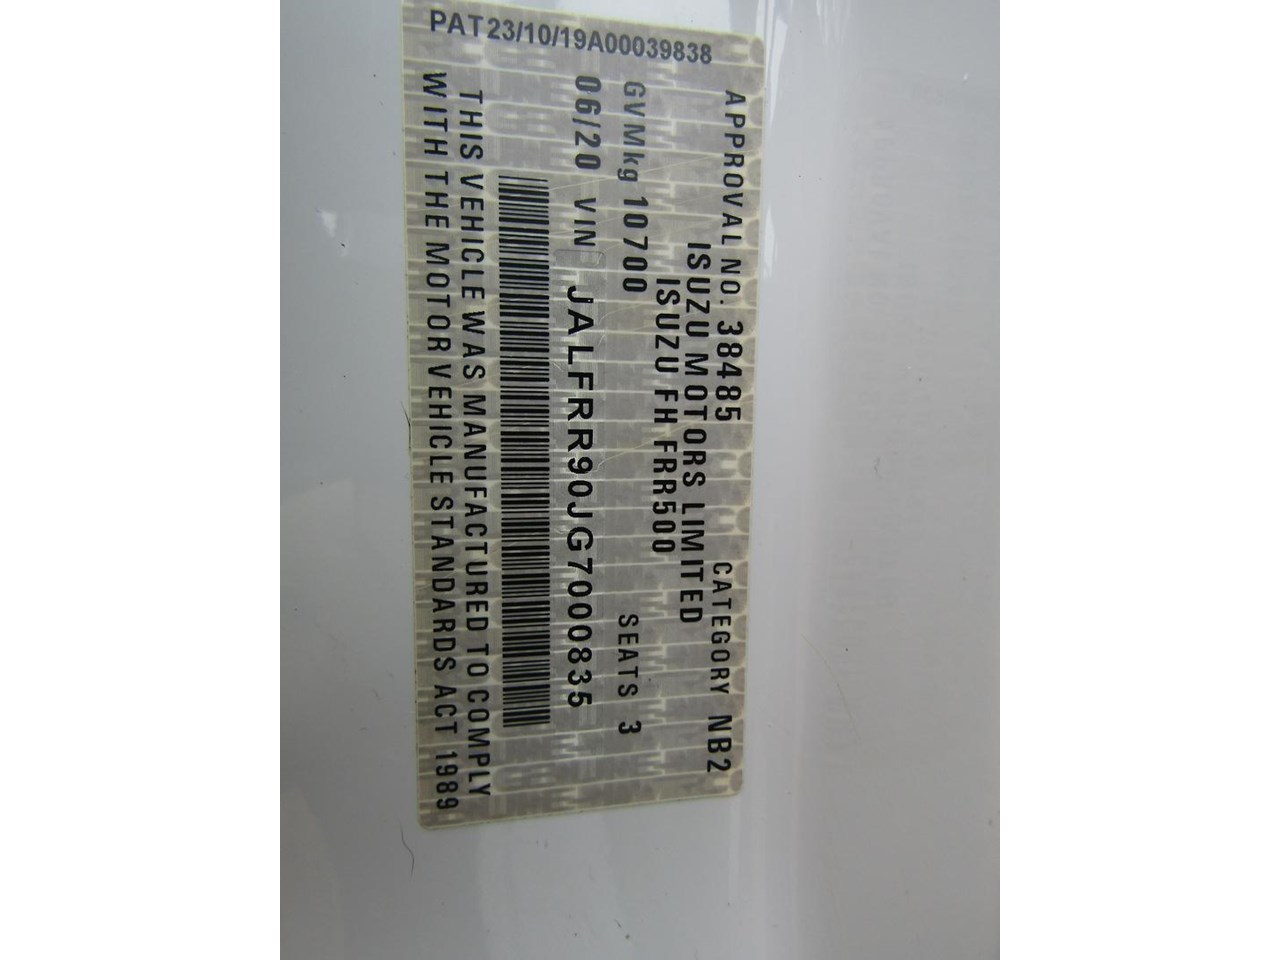 PAT23/10/19A00039838
APPROVAL NO. 38485 CATEGORY NB2
ISUZU MOTORS LIMITED
ISUZU FH FRR500
GVMkg 10700 SEATS 3
06/20 VIN JALFRR90JG7000835
THIS VEHICLE WAS MANUFACTURED TO COMPLY
WITH THE MOTOR VEHICLE STANDARDS ACT 1989